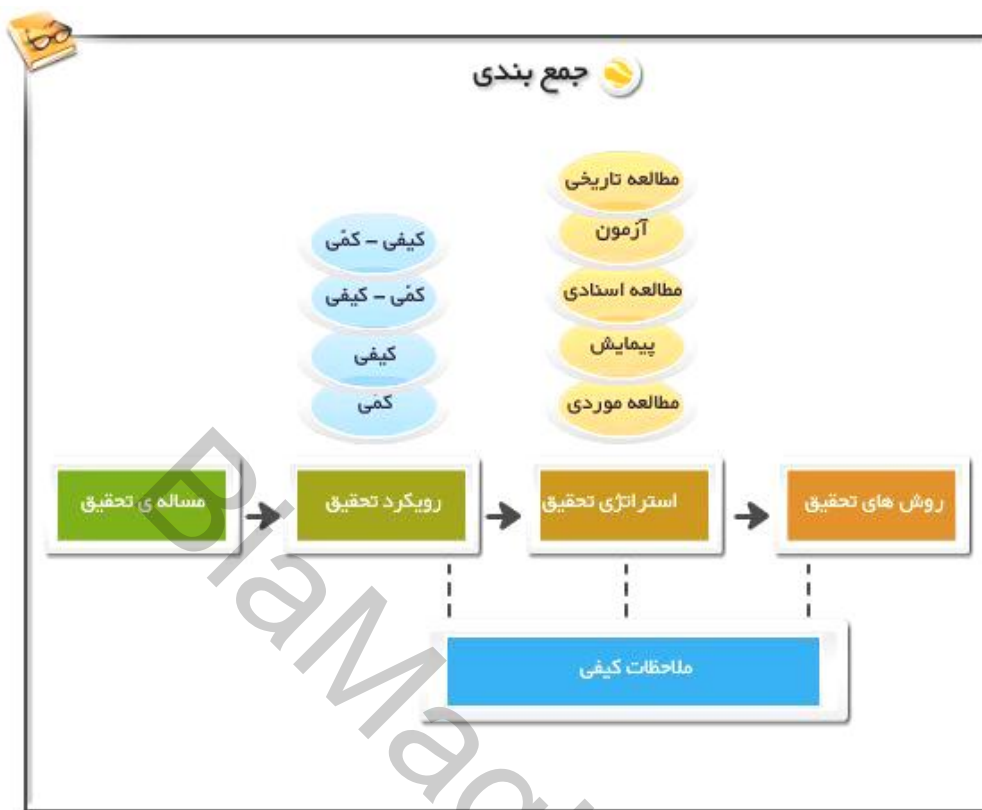 جمع بندی
مطالعه تاریخی
آزمون
مطالعه اسنادی
پیمایش
مطالعه موردی
کیفی - کمّی
کمّی - کیفی
کیفی
کمّی
مساله ی تحقیق
رویکرد تحقیق
استراتژی تحقیق
روش های تحقیق
ملاحظات کیفی